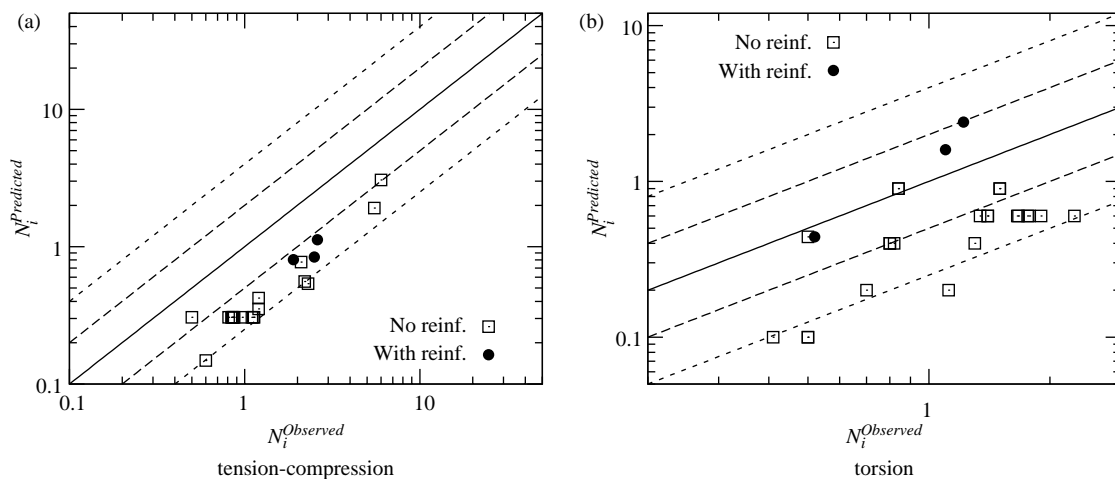 (a)
10
1
0.1
0.1
1
10
N_i^{Predicted}
N_i^{Observed}
No reinf.
With reinf.
tension-compression
(b)
10
1
0.1
1
N_i^{Predicted}
N_i^{Observed}
No reinf.
With reinf.
torsion